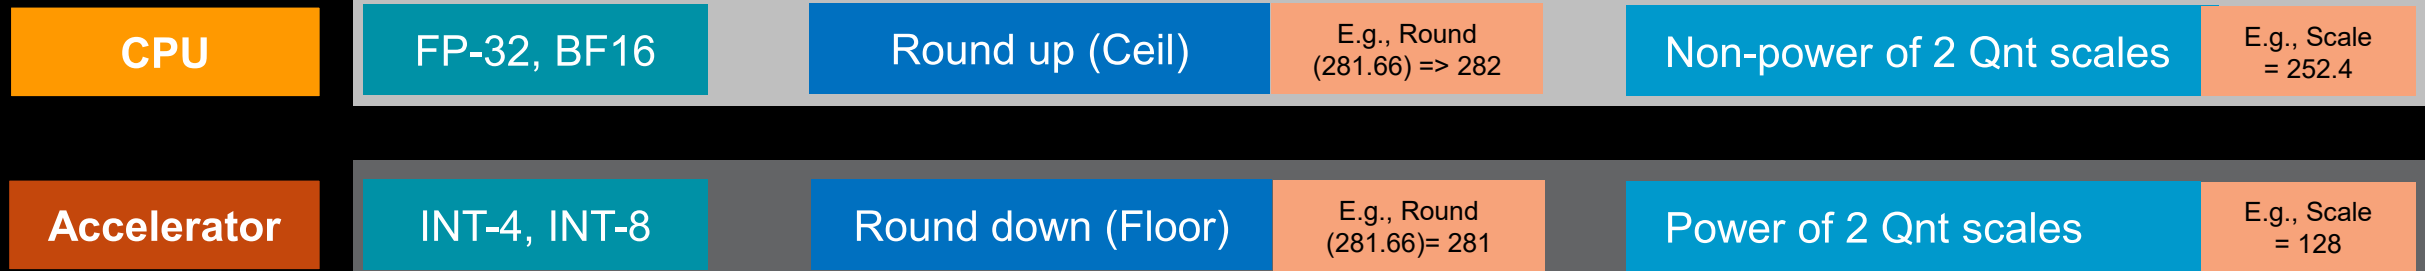 CPU
FP-32, BF16
Round up (Ceil)
E.g., Round
(281.66) => 282
Non-power of 2 Qnt scales
E.g., Scale
= 252.4
Accelerator
INT-4, INT-8
Round down (Floor)
E.g., Round
(281.66)= 281
Power of 2 Qnt scales
E.g., Scale
= 128